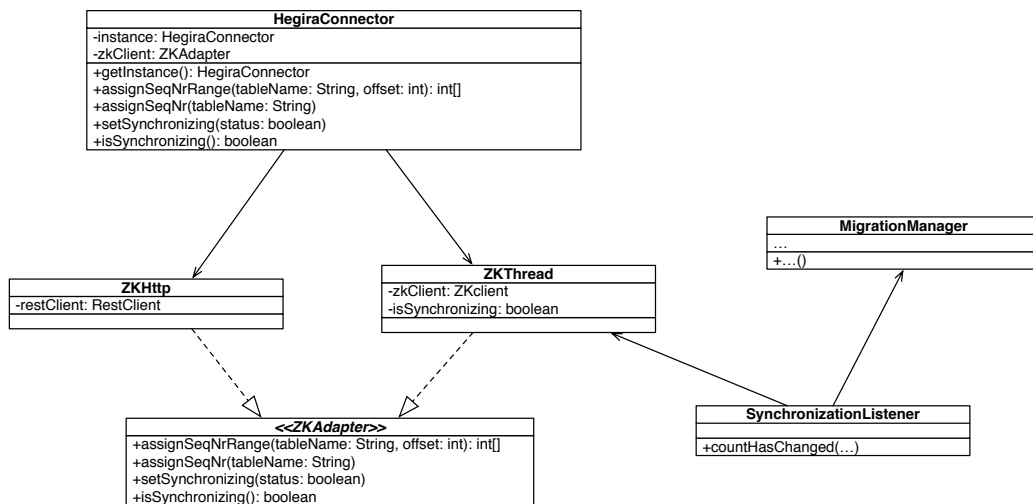 HegiraConnector
-instance: HegiraConnector
-zkClient: ZKAdapter
+getInstance(): HegiraConnector
+assignSeqNrRange(tableName: String, offset: int): int[]
+assignSeqNr(tableName: String)
+setSynchronizing(status: boolean)
+isSynchronizing(): boolean
MigrationManager
...
+...()
ZKHttp
-restClient: RestClient
ZKThread
-zkClient: ZKclient
-isSynchronizing: boolean
<<ZKAdapter>>
+assignSeqNrRange(tableName: String, offset: int): int[]
+assignSeqNr(tableName: String)
+setSynchronizing(status: boolean)
+isSynchronizing(): boolean
SynchronizationListener
+countHasChanged(...)